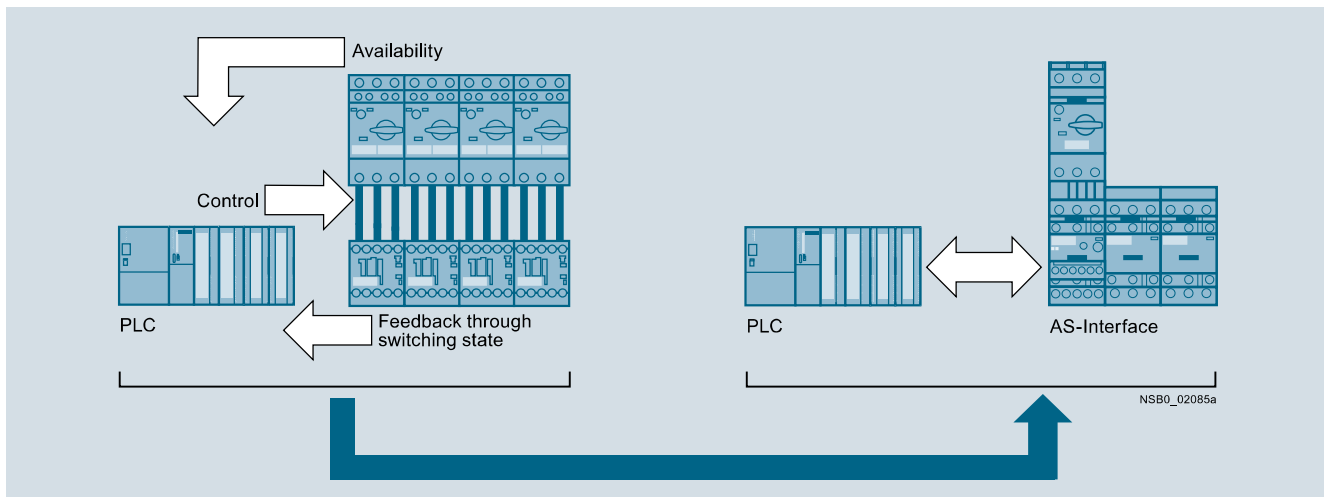 Availability
Control
PLC
Feedback through
switching state
PLC
AS-Interface
NSB0_02085a